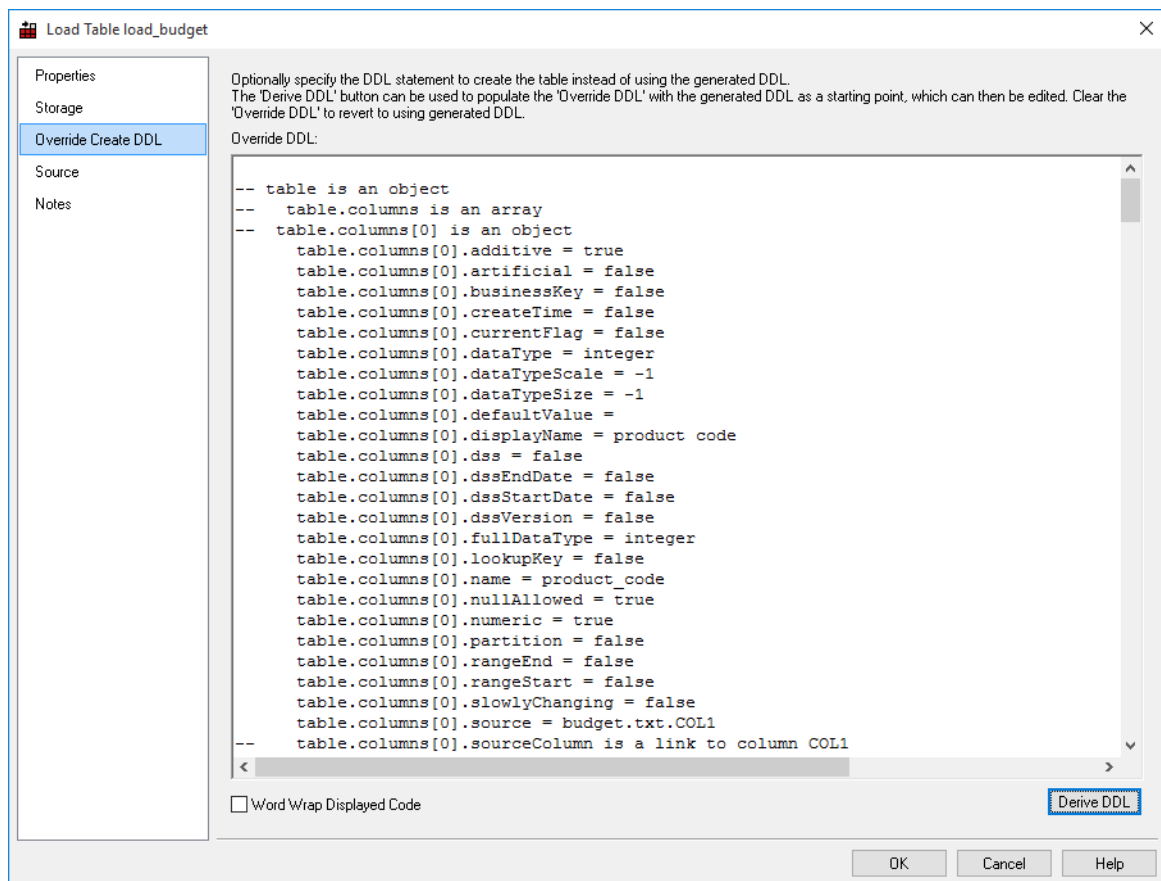 Load Table load_budget
Properties
Storage
Override Create DDL
Source
Notes
Optionally specify the DDL statement to create the table instead of using the generated DDL.
The 'Derive DDL' button can be used to populate the 'Override DDL' with the generated DDL as a starting point, which can then be edited. Clear the
'Override DDL' to revert to using generated DDL.
Override DDL:
-- table is an object
--   table.columns is an array
--  table.columns[0] is an object
table.columns[0].additive = true
table.columns[0].artificial = false
table.columns[0].businessKey = false
table.columns[0].createTime = false
table.columns[0].currentFlag = false
table.columns[0].dataType = integer
table.columns[0].dataTypeScale = -1
table.columns[0].dataTypeSize = -1
table.columns[0].defaultValue =
table.columns[0].displayName = product code
table.columns[0].dss = false
table.columns[0].dssEndDate = false
table.columns[0].dssStartDate = false
table.columns[0].dssVersion = false
table.columns[0].fullDataType = integer
table.columns[0].lookupKey = false
table.columns[0].name = product_code
table.columns[0].nullAllowed = true
table.columns[0].numeric = true
table.columns[0].partition = false
table.columns[0].rangeEnd = false
table.columns[0].rangeStart = false
table.columns[0].slowlyChanging = false
table.columns[0].source = budget.txt.COL1
--    table.columns[0].sourceColumn is a link to column COL1
Word Wrap Displayed Code
Derive DDL
OK
Cancel
Help